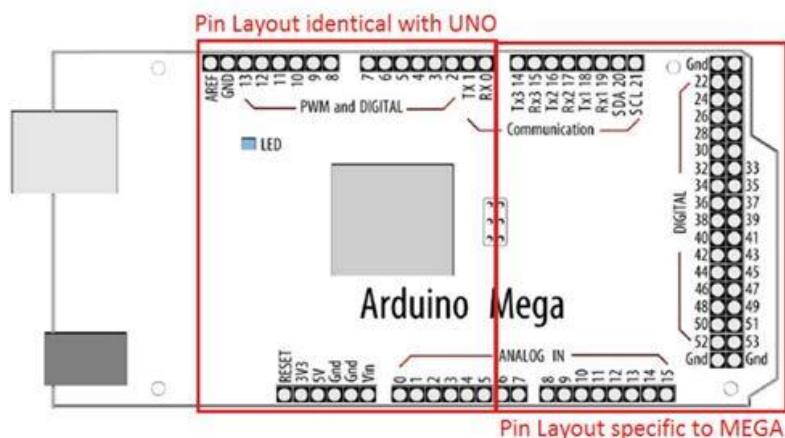 Pin Layout identical with UNO
AREF GND 13 12 11 10 9 8 7 6 5 4 3 2 TX 1 RX 0 Tx3 14 Rx3 15 Tx2 16 Rx2 17 Tx1 18 Rx1 19 SDA 20 SCL 21
PWM and DIGITAL
Communication
LED
Gnd
22
24
26
28
30
32 33
34 35
36 37
38 39
40 41
42 43
44 45
46 47
48 49
50 51
52 53
Gnd Gnd
DIGITAL
Arduino Mega
ANALOG IN
RESET 3V3 5V Gnd Gnd Vin 0 1 2 3 4 5 6 7 8 9 10 11 12 13 14 15
Pin Layout specific to MEGA